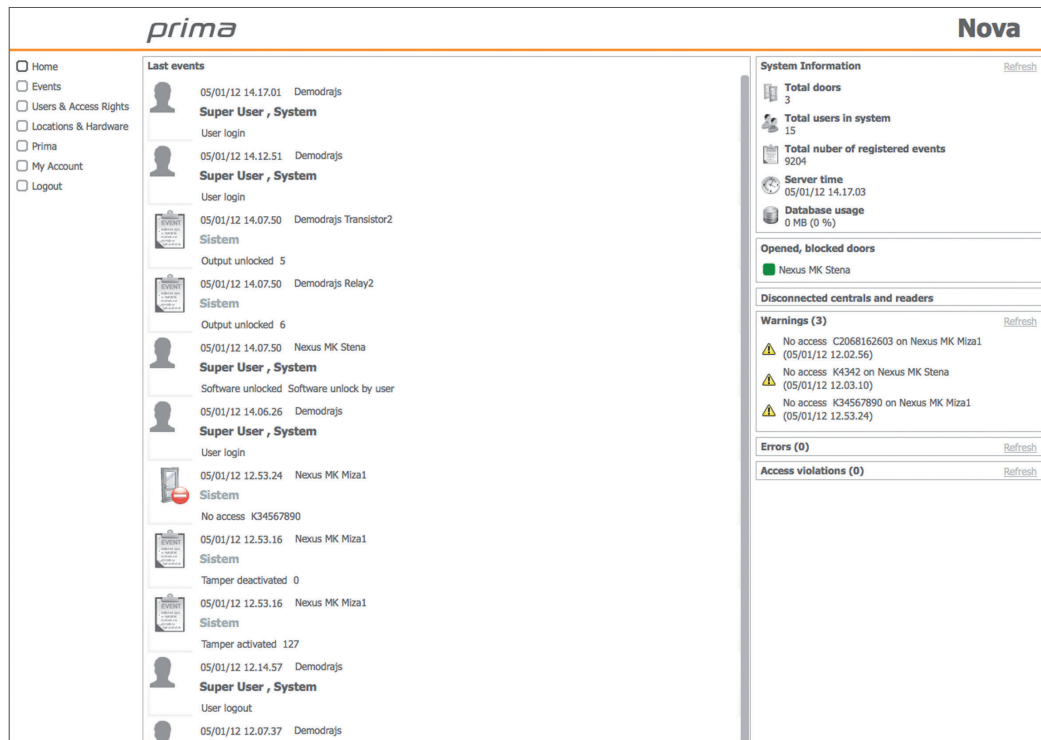 prima
Nova
Home
Events
Users & Access Rights
Locations & Hardware
Prima
My Account
Logout
Last events
05/01/12 14.17.01 Demodrajs
Super User , System
User login
05/01/12 14.12.51 Demodrajs
Super User , System
User login
EVENT
05/01/12 14.07.50 Demodrajs Transistor2
Sistem
Output unlocked 5
EVENT
05/01/12 14.07.50 Demodrajs Relay2
Sistem
Output unlocked 6
05/01/12 14.07.50 Nexus MK Stena
Super User , System
Software unlocked Software unlock by user
05/01/12 14.06.26 Demodrajs
Super User , System
User login
05/01/12 12.53.24 Nexus MK Miza1
Sistem
No access K34567890
EVENT
05/01/12 12.53.16 Nexus MK Miza1
Sistem
Tamper deactivated 0
EVENT
05/01/12 12.53.16 Nexus MK Miza1
Sistem
Tamper activated 127
05/01/12 12.14.57 Demodrajs
Super User , System
User logout
05/01/12 12.07.37 Demodrajs
System Information Refresh
Total doors
3
Total users in system
15
Total nuber of registered events
9204
Server time
05/01/12 14.17.03
Database usage
0 MB (0 %)
Opened, blocked doors
Nexus MK Stena
Disconnected centrals and readers
Warnings (3) Refresh
No access C2068162603 on Nexus MK Miza1
(05/01/12 12.02.56)
No access K4342 on Nexus MK Stena
(05/01/12 12.03.10)
No access K34567890 on Nexus MK Miza1
(05/01/12 12.53.24)
Errors (0) Refresh
Access violations (0) Refresh